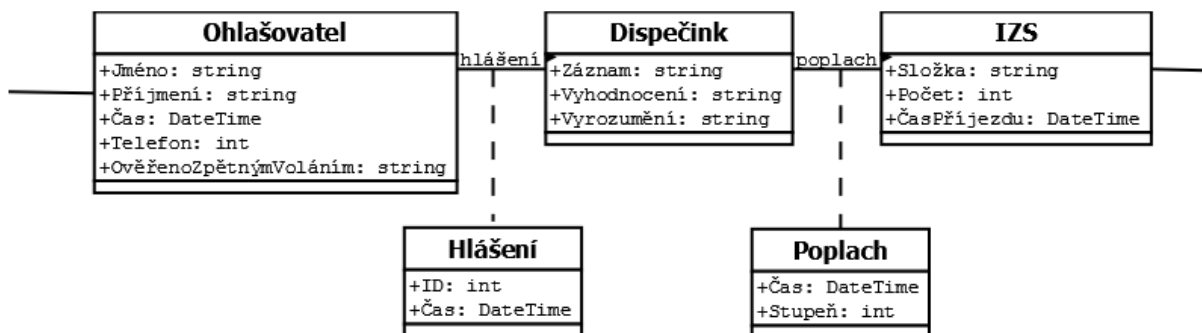 Ohlašovatel
+Jméno: string
+Příjmení: string
+Čas: DateTime
+Telefon: int
+OvěřenoZpětnýmVoláním: string
hlášení
Dispečink
+Záznam: string
+Vyhodnocení: string
+Vyrozumění: string
poplach
IZS
+Složka: string
+Počet: int
+ČasPříjezdu: DateTime
Hlášení
+ID: int
+Čas: DateTime
Poplach
+Čas: DateTime
+Stupeň: int